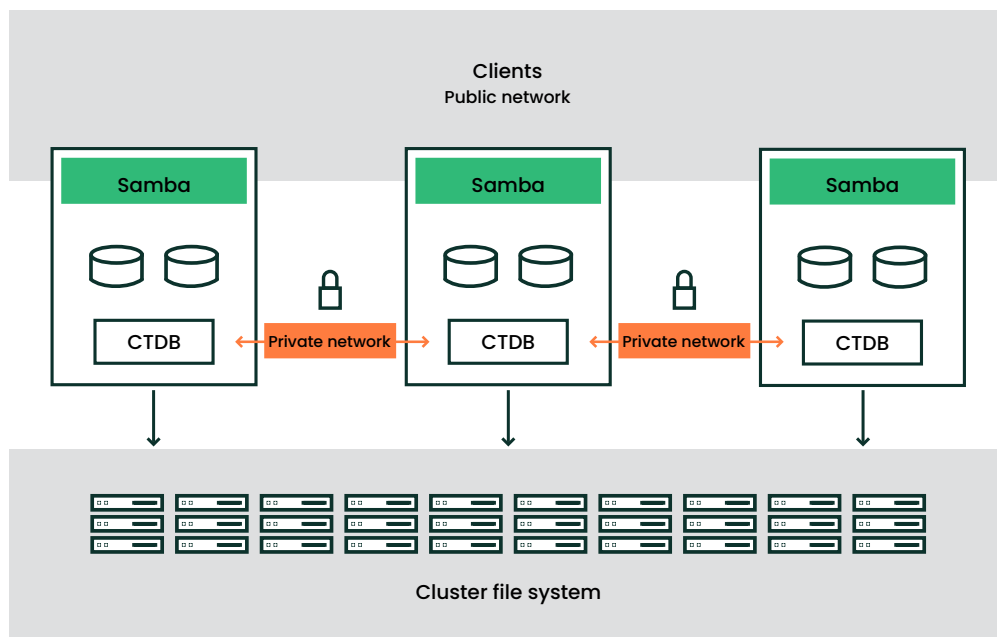 Clients
Public network
Samba
Samba
Samba
CTDB
Private network
CTDB
Private network
CTDB
Cluster file system